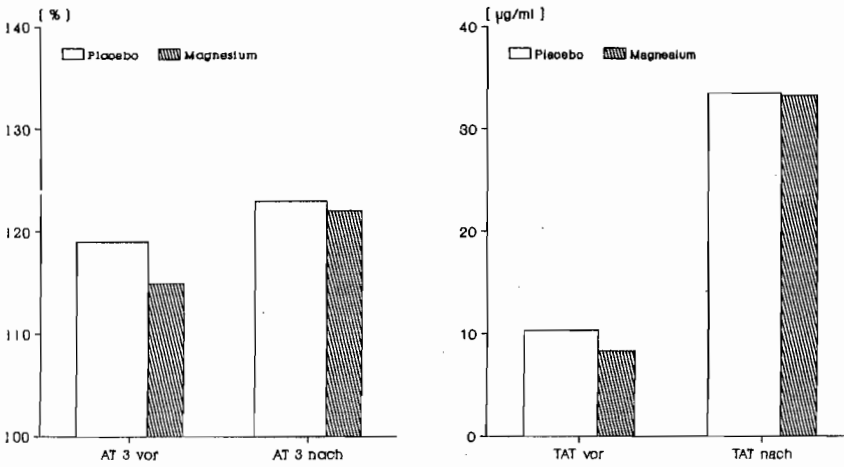 [ % ]
140
Placebo Magnesium
130
120
110
100
AT 3 vor AT 3 nach
[ µg/ml ]
40
Placebo Magnesium
30
20
10
0
TAT vor TAT nach